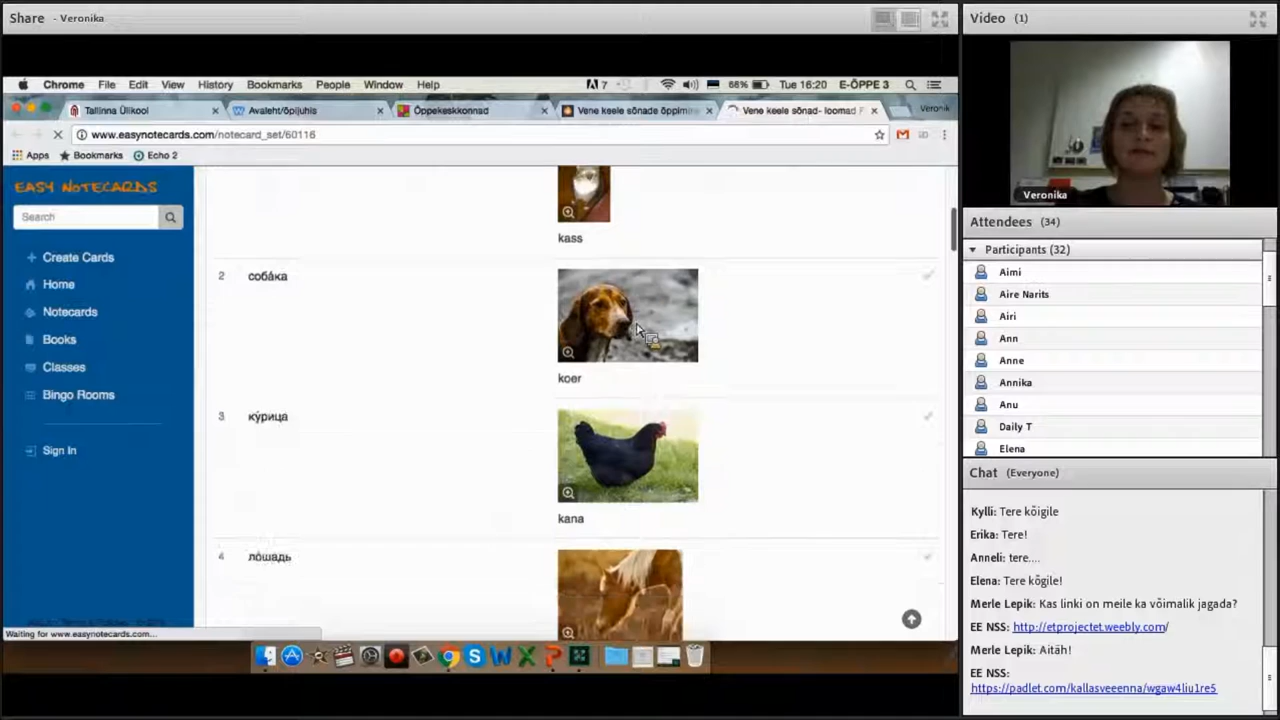 Share - Veronika
Chrome File Edit View History Bookmarks People Window Help
7 68% Tue 16:20 E-ÕPPE 3
Tallinna Ülikool
Avaleht/õpijuhis
Õppekeskkonnad
Vene keele sõnade õppimi
Vene keele sõnad- loomad F
Veronik
www.easynotecards.com/notecard_set/60116
Apps Bookmarks Echo 2
EASY NOTECARDS
Search
Create Cards
Home
Notecards
Books
Classes
Bingo Rooms
Sign In
kass
2 соба́ка
koer
3 ку́рица
kana
4 ло́шадь
Waiting for www.easynotecards.com...
Video (1)
Veronika
Attendees (34)
Participants (32)
Aimi
Aire Narits
Airi
Ann
Anne
Annika
Anu
Daily T
Elena
Chat (Everyone)
Kylli: Tere kõigile
Erika: Tere!
Anneli: tere....
Elena: Tere kõgile!
Merle Lepik: Kas linki on meile ka võimalik jagada?
EE NSS: http://etprojectet.weebly.com/
Merle Lepik: Aitäh!
EE NSS:
https://padlet.com/kallasveeenna/wgaw4liu1re5